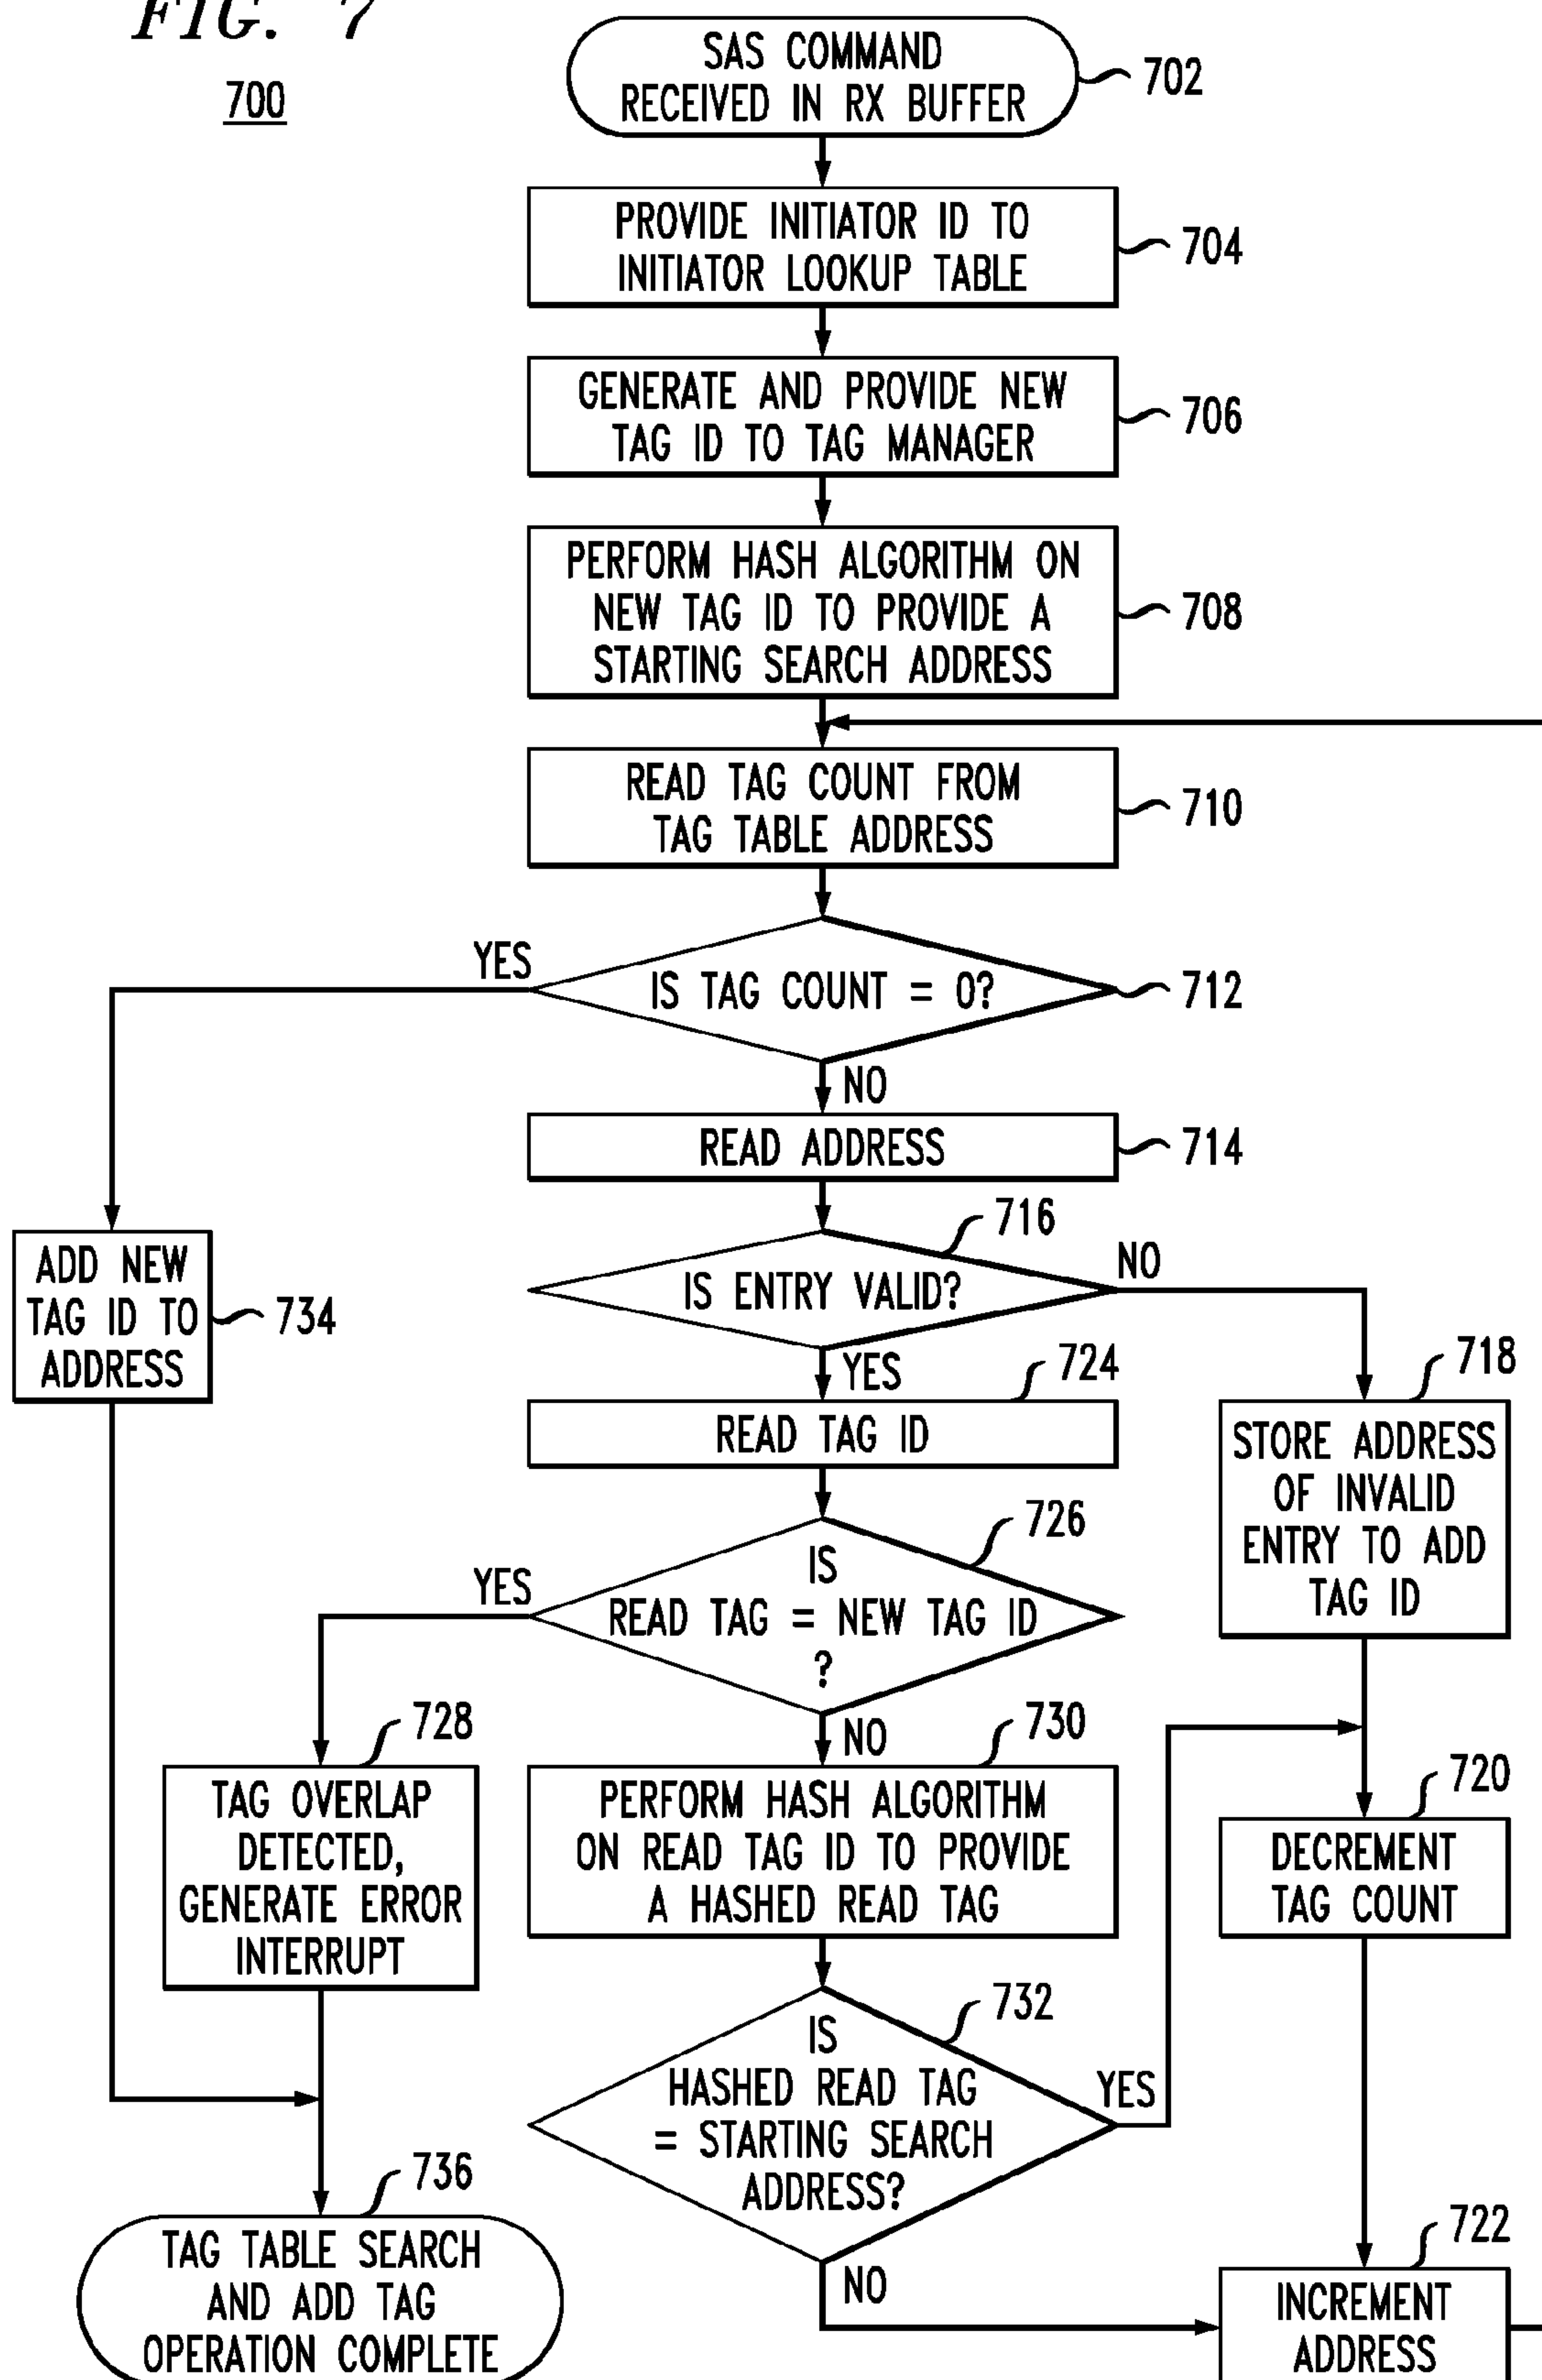 FIG. 7
700
SAS COMMAND
RECEIVED IN RX BUFFER
702
PROVIDE INITIATOR ID TO
INITIATOR LOOKUP TABLE
704
GENERATE AND PROVIDE NEW
TAG ID TO TAG MANAGER
706
PERFORM HASH ALGORITHM ON
NEW TAG ID TO PROVIDE A
STARTING SEARCH ADDRESS
708
READ TAG COUNT FROM
TAG TABLE ADDRESS
710
YES
IS TAG COUNT = 0?
712
NO
READ ADDRESS
714
ADD NEW
TAG ID TO
ADDRESS
734
716
IS ENTRY VALID?
NO
YES
724
READ TAG ID
718
STORE ADDRESS
OF INVALID
ENTRY TO ADD
TAG ID
726
YES
IS
READ TAG = NEW TAG ID
?
NO
728
TAG OVERLAP
DETECTED,
GENERATE ERROR
INTERRUPT
730
PERFORM HASH ALGORITHM
ON READ TAG ID TO PROVIDE
A HASHED READ TAG
720
DECREMENT
TAG COUNT
732
IS
HASHED READ TAG
= STARTING SEARCH
ADDRESS?
YES
NO
736
TAG TABLE SEARCH
AND ADD TAG
OPERATION COMPLETE
722
INCREMENT
ADDRESS